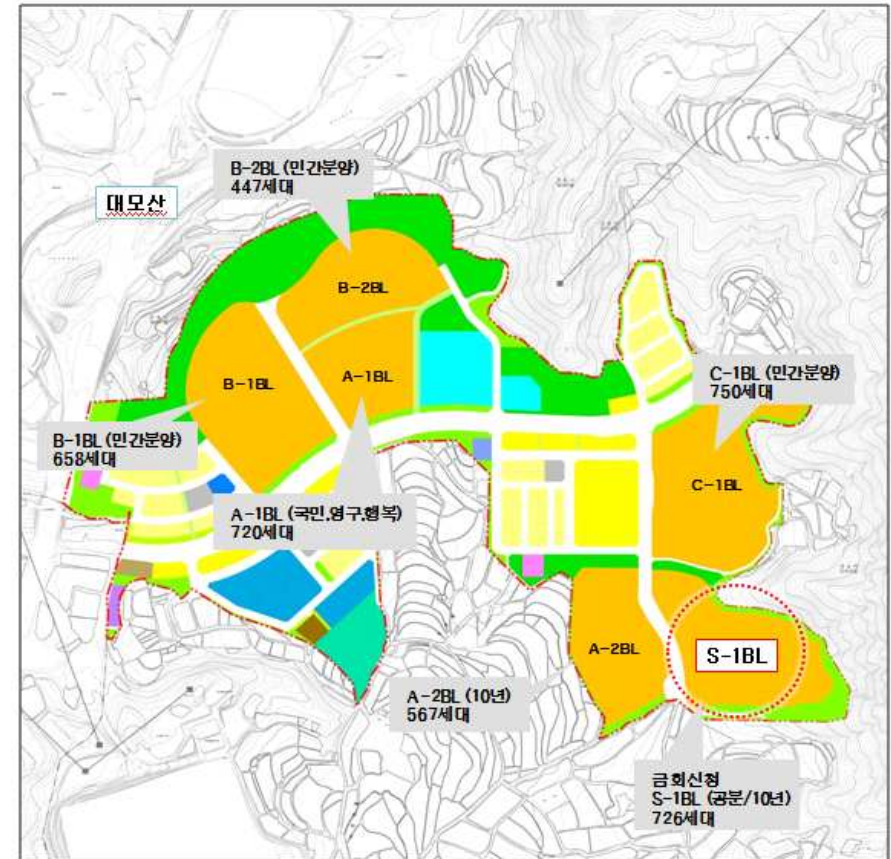 B-2BL (민간분양)
447세대
대모산
B-2BL
B-1BL
A-1BL
C-1BL (민간분양)
750세대
B-1BL (민간분양)
658세대
C-1BL
A-1BL (국민.영구.행복)
720세대
A-2BL
S-1BL
A-2BL (10년)
567세대
금회신청
S-1BL (공분/10년)
726세대